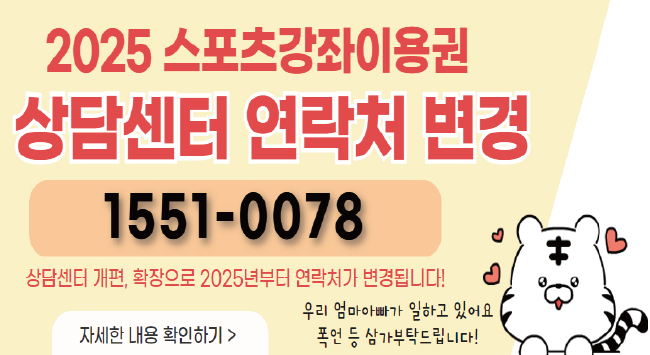 2025 스포츠강좌이용권
상담센터 연락처 변경
1551-0078
상담센터 개편, 확장으로 2025년부터 연락처가 변경됩니다!
우리 엄마아빠가 일하고 있어요
폭언 등 삼가부탁드립니다!
자세한 내용 확인하기 >